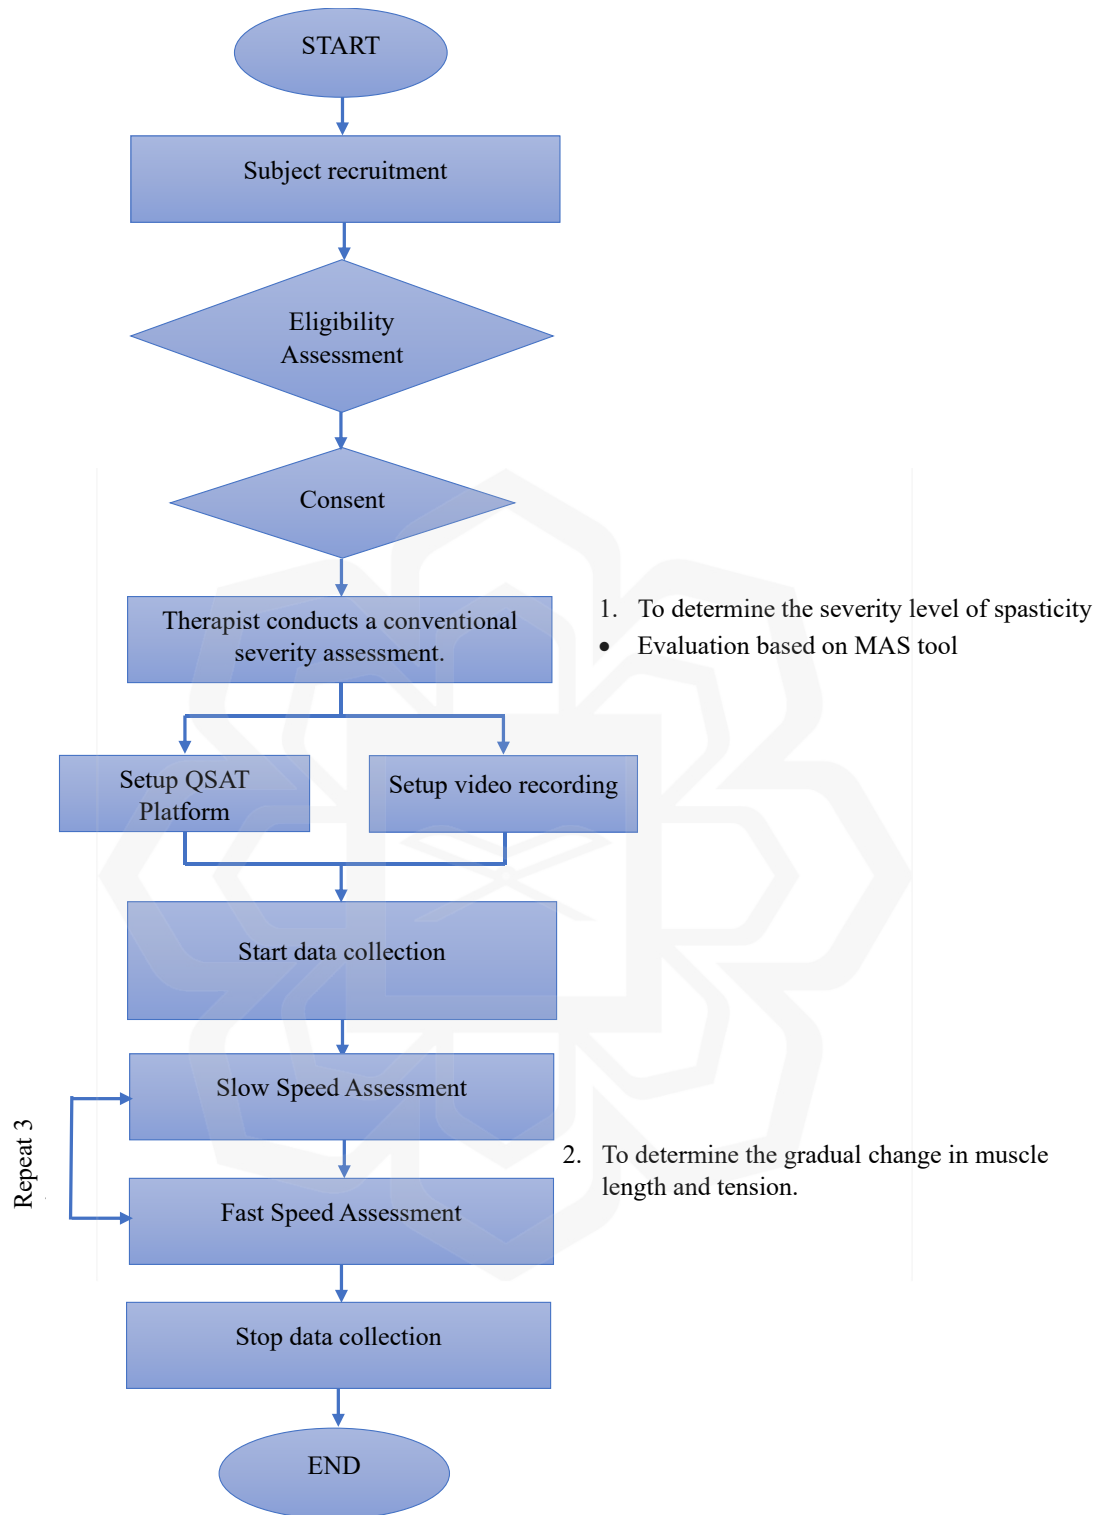 START
Subject recruitment
Eligibility
Assessment
Consent
Therapist conducts a conventional
severity assessment.
1. To determine the severity level of spasticity
• Evaluation based on MAS tool
Setup QSAT
Platform
Setup video recording
Start data collection
Slow Speed Assessment
Repeat 3
2. To determine the gradual change in muscle
length and tension.
Fast Speed Assessment
Stop data collection
END